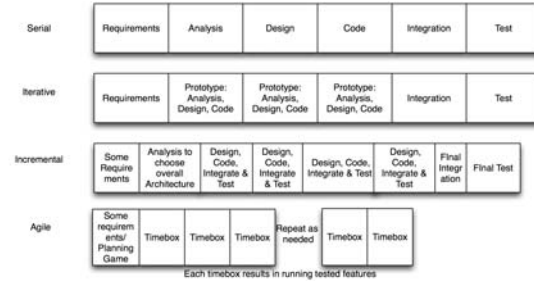 Serial
Requirements
Analysis
Design
Code
Integration
Test
Iterative
Requirements
Prototype:
Analysis,
Design, Code
Prototype:
Analysis,
Design, Code
Prototype:
Analysis,
Design, Code
Integration
Test
Incremental
Some
Require
ments
Analysis to
choose
overall
Architecture
Design,
Code,
Integrate &
Test
Design,
Code,
Integrate
& Test
Design, Code,
Integrate & Test
Design,
Code,
Integrate &
Test
FInal
Integr
ation
FInal Test
Agile
Some
requirem
ents/
Planning
Game
Timebox
Timebox
Timebox
Repeat as
needed
Timebox
Timebox
Each timebox results in running tested features